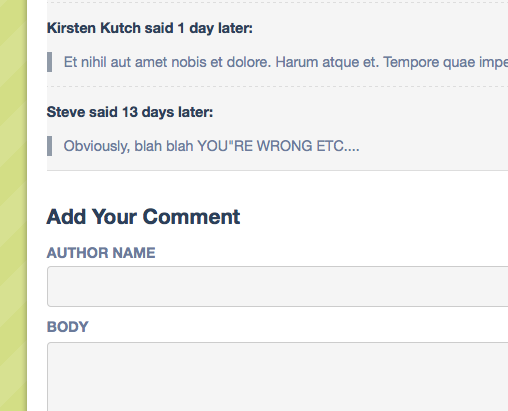 Kirsten Kutch said 1 day later:
Et nihil aut amet nobis et dolore. Harum atque et. Tempore quae impe
Steve said 13 days later:
Obviously, blah blah YOU"RE WRONG ETC....
Add Your Comment
AUTHOR NAME
BODY